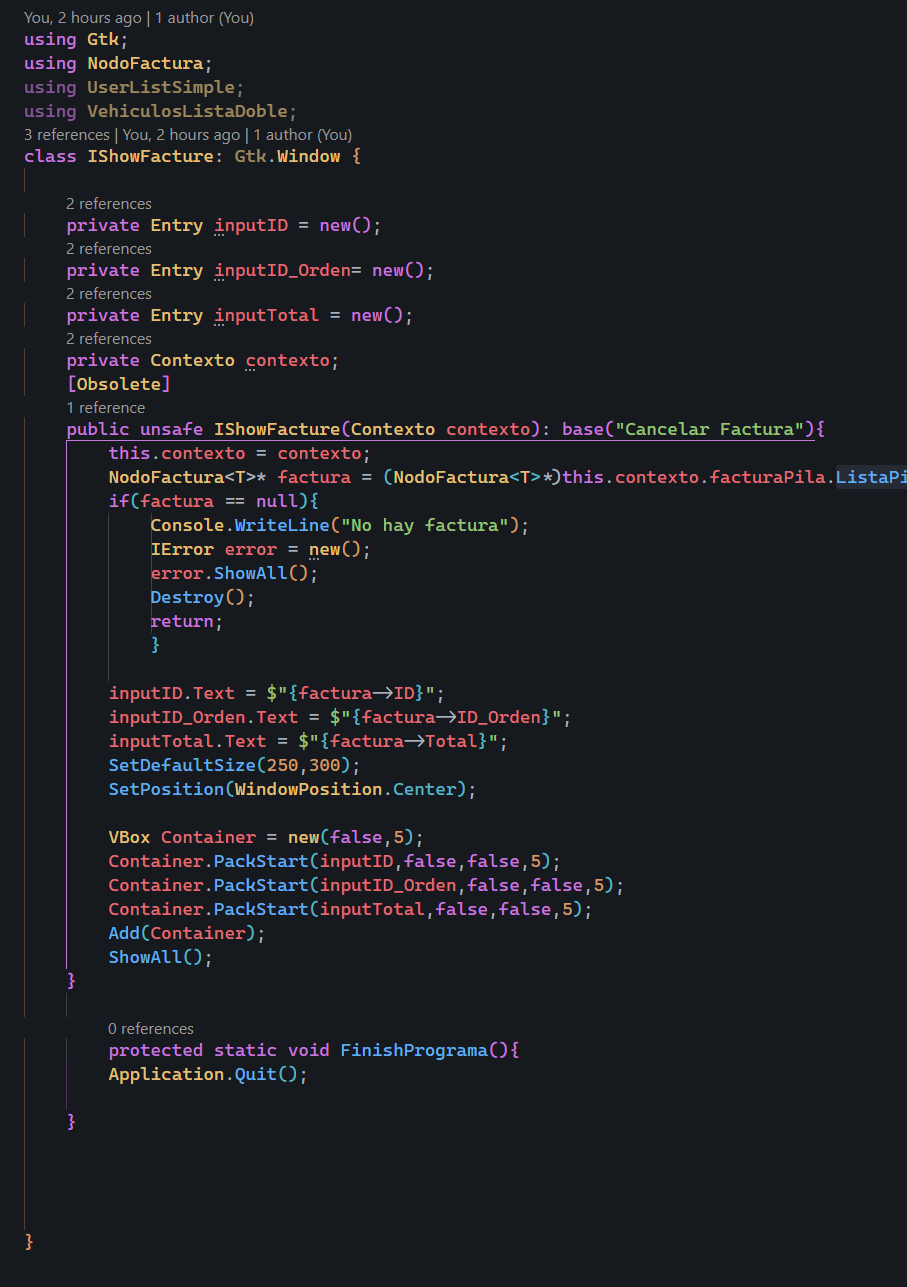 You, 2 hours ago | 1 author (You)
using Gtk;
using NodoFactura;
using UserListSimple;
using VehiculosListaDoble;
3 references | You, 2 hours ago | 1 author (You)
class IShowFacture: Gtk.Window {
2 references
private Entry inputID = new();
2 references
private Entry inputID_Orden= new();
2 references
private Entry inputTotal = new();
2 references
private Contexto contexto;
[Obsolete]
1 reference
public unsafe IShowFacture(Contexto contexto): base("Cancelar Factura"){
this.contexto = contexto;
NodoFactura<T>* factura = (NodoFactura<T>*)this.contexto.facturaPila.ListaPi
if(factura == null){
Console.WriteLine("No hay factura");
IError error = new();
error.ShowAll();
Destroy();
return;
}
inputID.Text = $"{factura->ID}";
inputID_Orden.Text = $"{factura->ID_Orden}";
inputTotal.Text = $"{factura->Total}";
SetDefaultSize(250,300);
SetPosition(WindowPosition.Center);
VBox Container = new(false,5);
Container.PackStart(inputID,false,false,5);
Container.PackStart(inputID_Orden,false,false,5);
Container.PackStart(inputTotal,false,false,5);
Add(Container);
ShowAll();
}
0 references
protected static void FinishPrograma(){
Application.Quit();
}
}